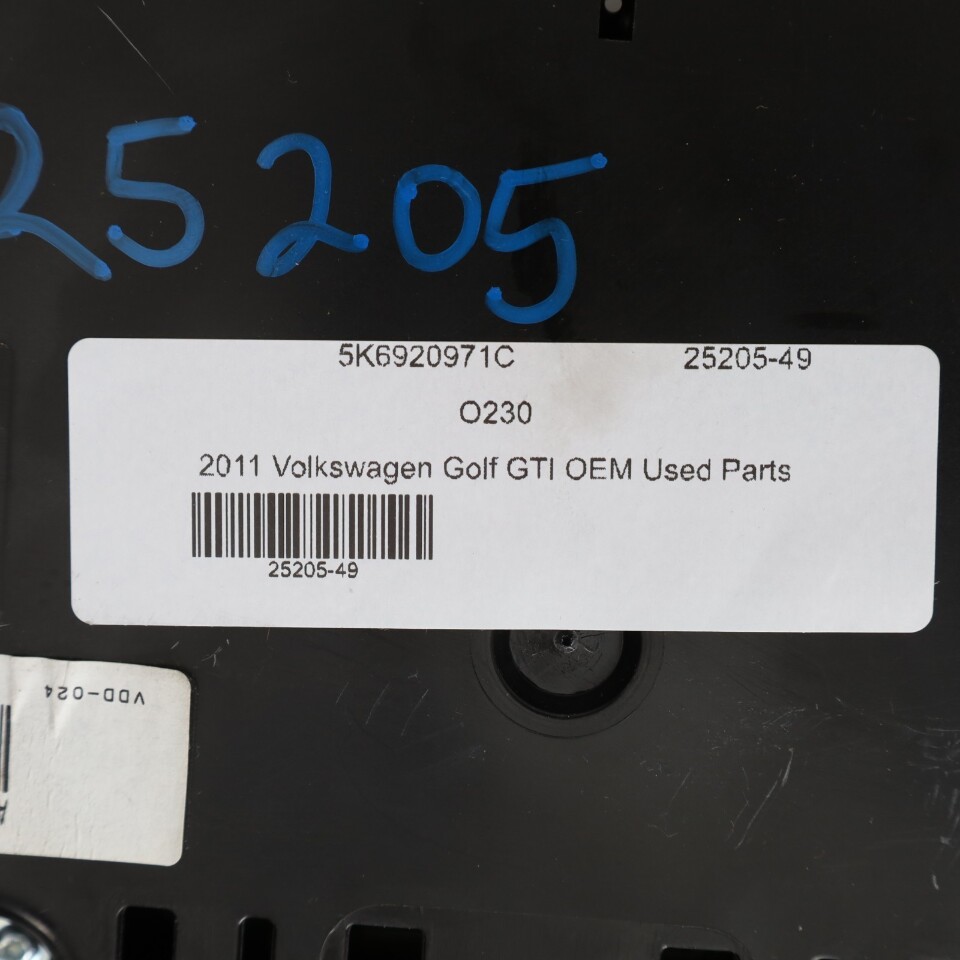 25205
5K6920971C 25205-49
O230
2011 Volkswagen Golf GTI OEM Used Parts
25205-49
VDD-024